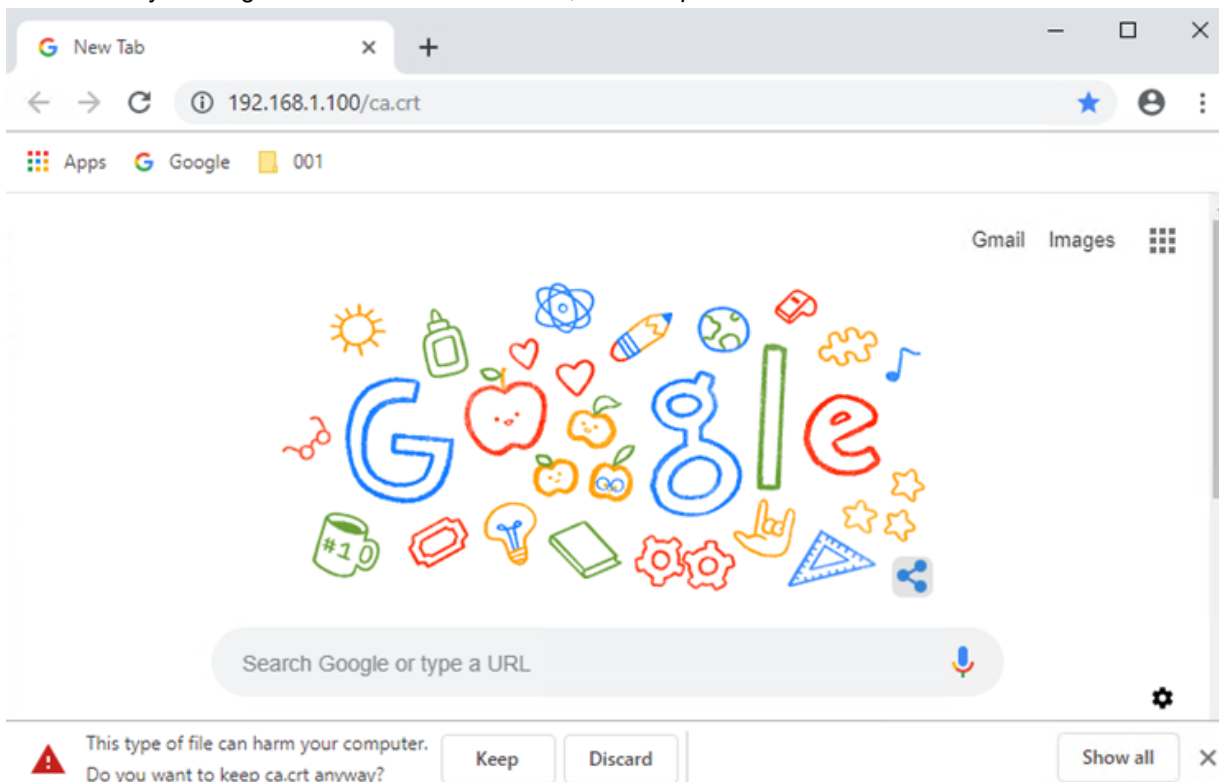 New Tab
192.168.1.100/ca.crt
Apps Google 001
Gmail Images
Google
#1
Search Google or type a URL
This type of file can harm your computer.
Do you want to keep ca.crt anyway?
Keep Discard Show all